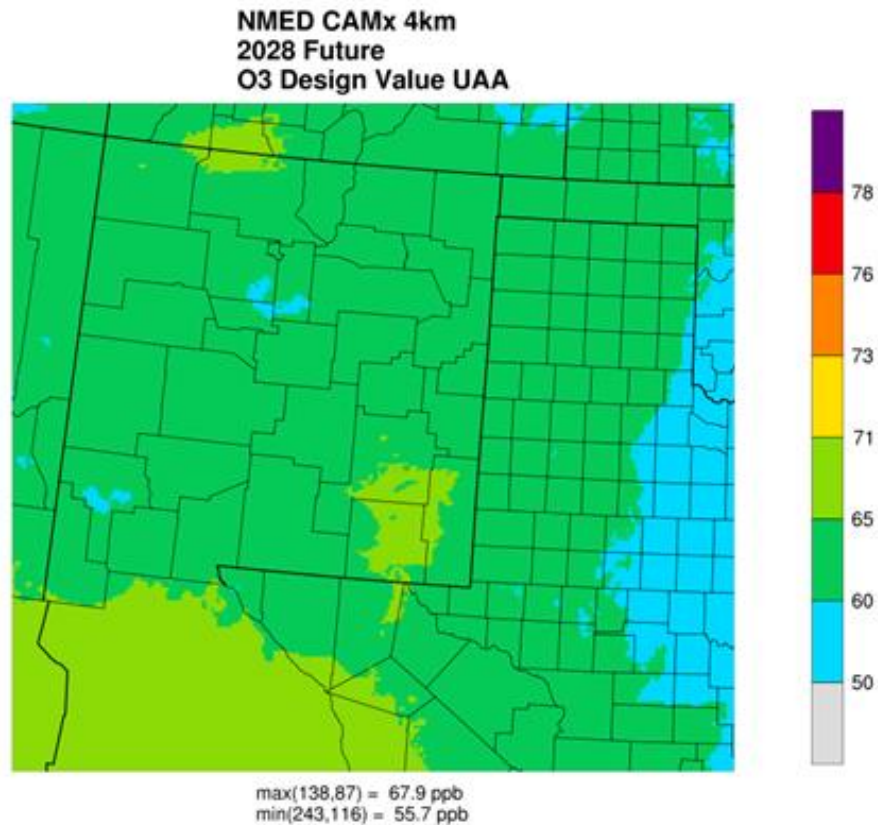 NMED CAMx 4km
2028 Future
O3 Design Value UAA
78
76
73
71
65
60
50
max(138,87) = 67.9 ppb
min(243,116) = 55.7 ppb